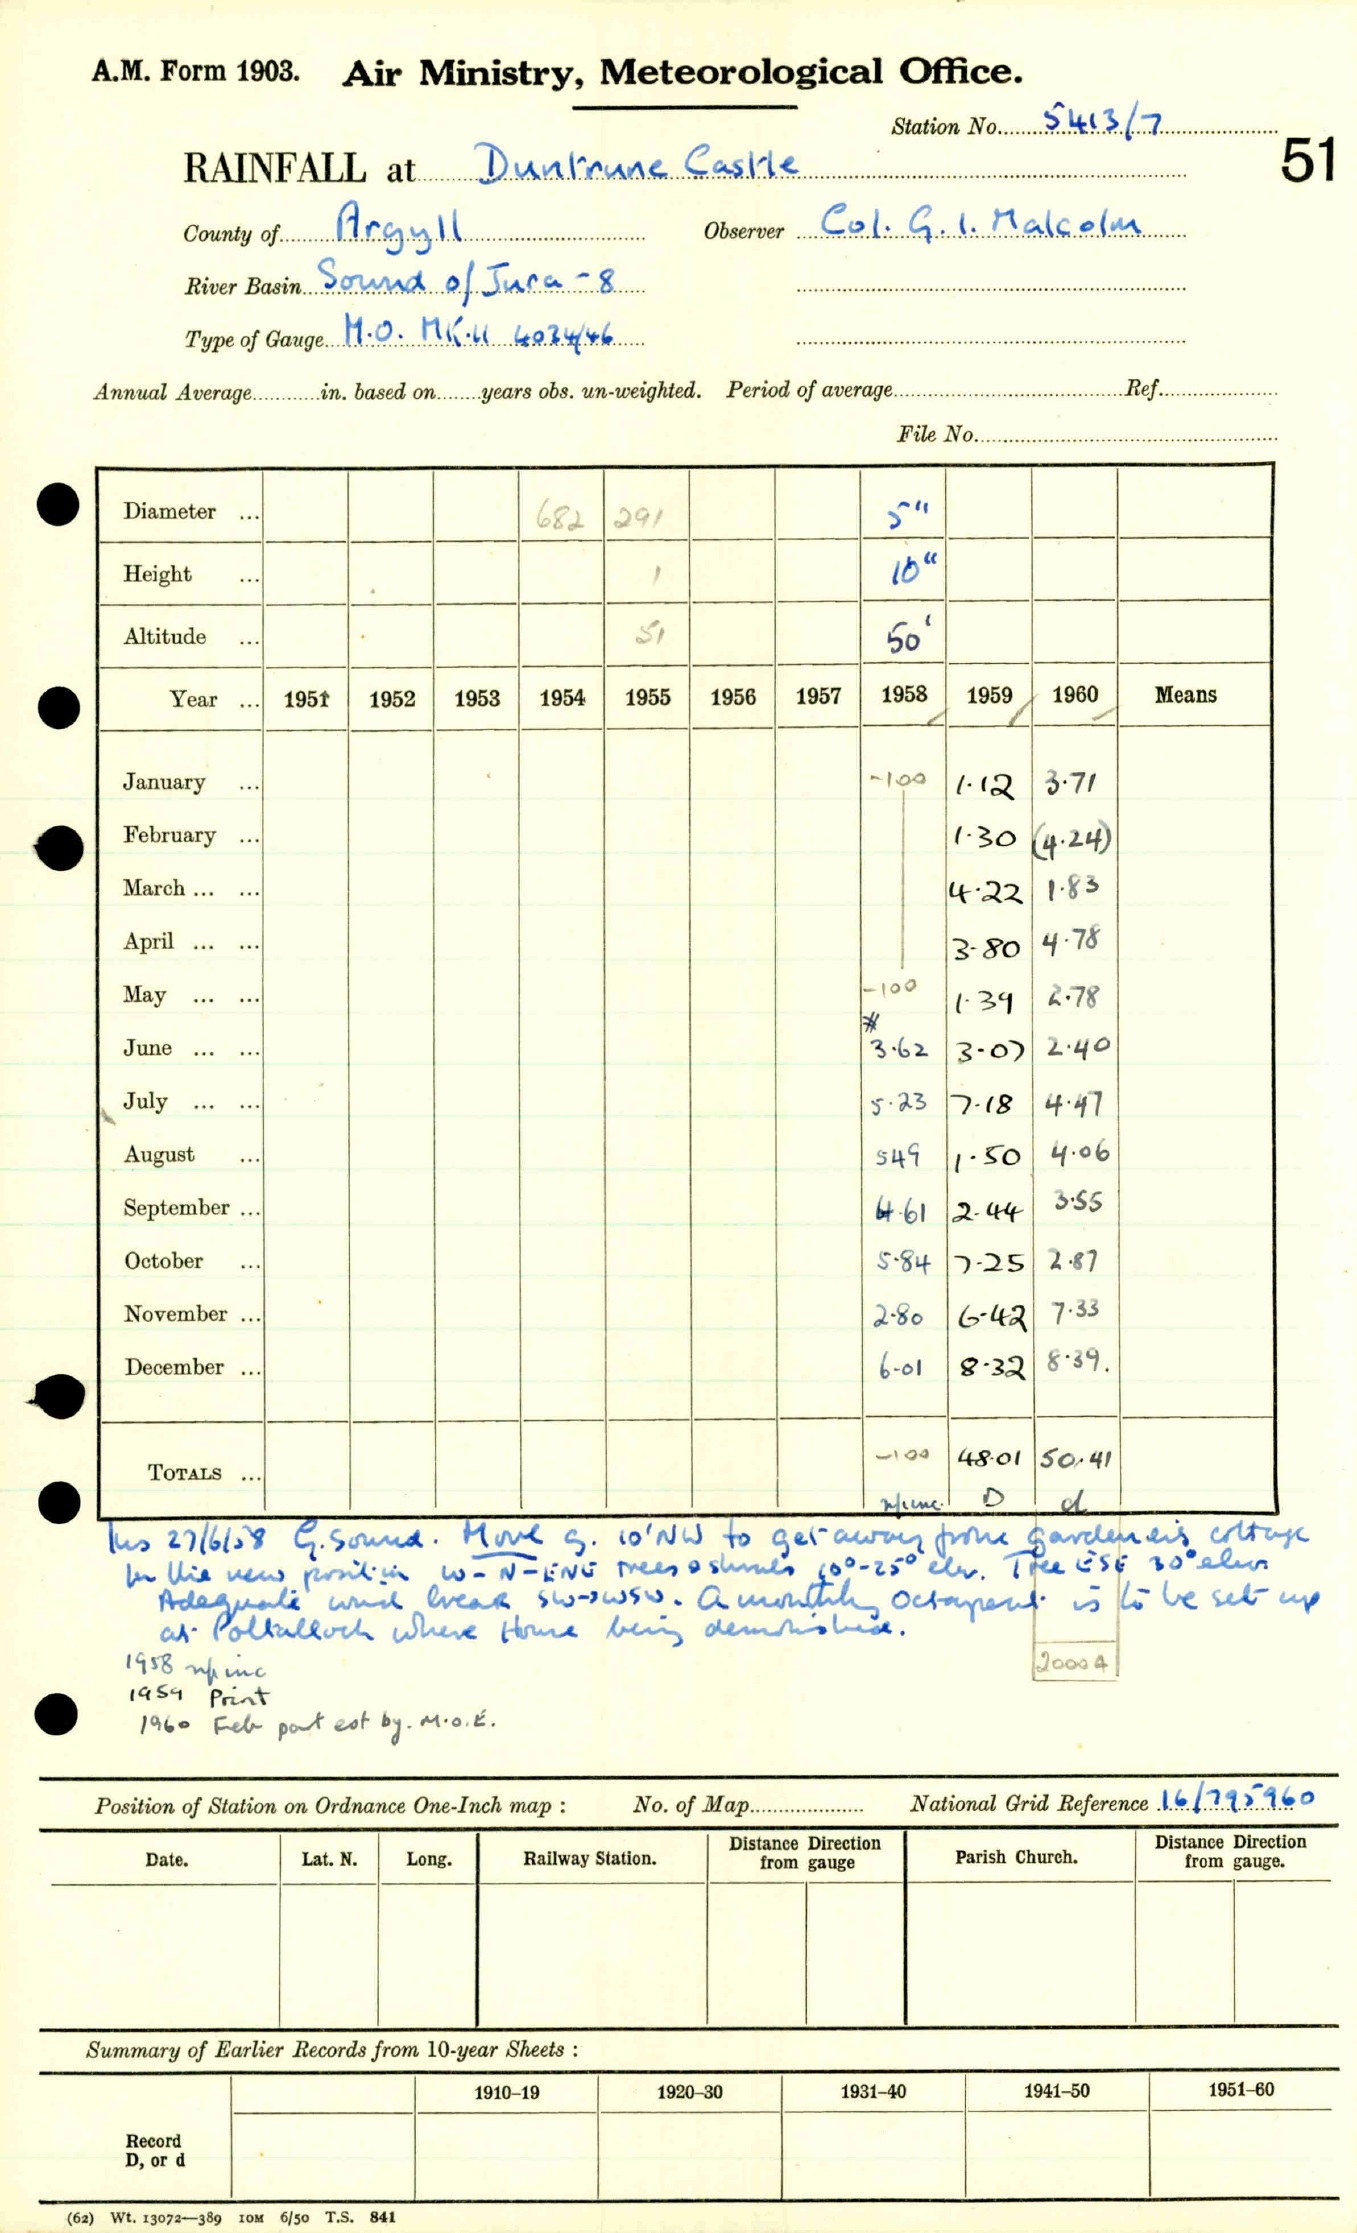 A.M. Form 1903. Air Ministry, Meteorological Office.
Station No. 5413/7
51
RAINFALL at Duntrune Castle
County of Argyll Observer Col. G. I. Malcolm
River Basin Sound of Jura - 8
Type of Gauge M.O. MK.II 4034/46
Annual Average in. based on years obs. un-weighted. Period of average Ref.
File No.
Diameter ... 682 291 5"
Height ... 1 10"
Altitude ... 51 50'
Year ... 1951 1952 1953 1954 1955 1956 1957 1958 1959 1960 Means
January ... -100 1.12 3.71
February ... 1.30 (4.24)
March ... ... 4.22 1.83
April ... ... 3.80 4.78
May ... ... -100 1.39 2.78
June ... ... # 3.62 3.07 2.40
July ... ... 5.23 7.18 4.47
August ... 549 1.50 4.06
September ... 4.61 2.44 3.55
October ... 5.84 7.25 2.87
November ... 2.80 6.42 7.33
December ... 6.01 8.32 8.39.
TOTALS ... -100 48.01 50.41
D d
Ins 27/6/58 G. Sound. Move g. 10' NW to get away from gardener's cottage
In this new position W-N-ENE trees & shrubs 10°-25° elev. Tree ESE 30° elev.
Adequate wind break SW-SWSW. A monthly Octapent is to be set up
at Poltalloch where House being demolished.
20004
1958 np inc
1959 Print
1960 Feb part est by. M.O.E.
Position of Station on Ordnance One-Inch map : No. of Map National Grid Reference 16/795960
Date. Lat. N. Long. Railway Station. Distance from Direction gauge Parish Church. Distance from Direction gauge.
Summary of Earlier Records from 10-year Sheets :
1910-19 1920-30 1931-40 1941-50 1951-60
Record
D, or d
(62) Wt. 13072—389 10M 6/50 T.S. 841